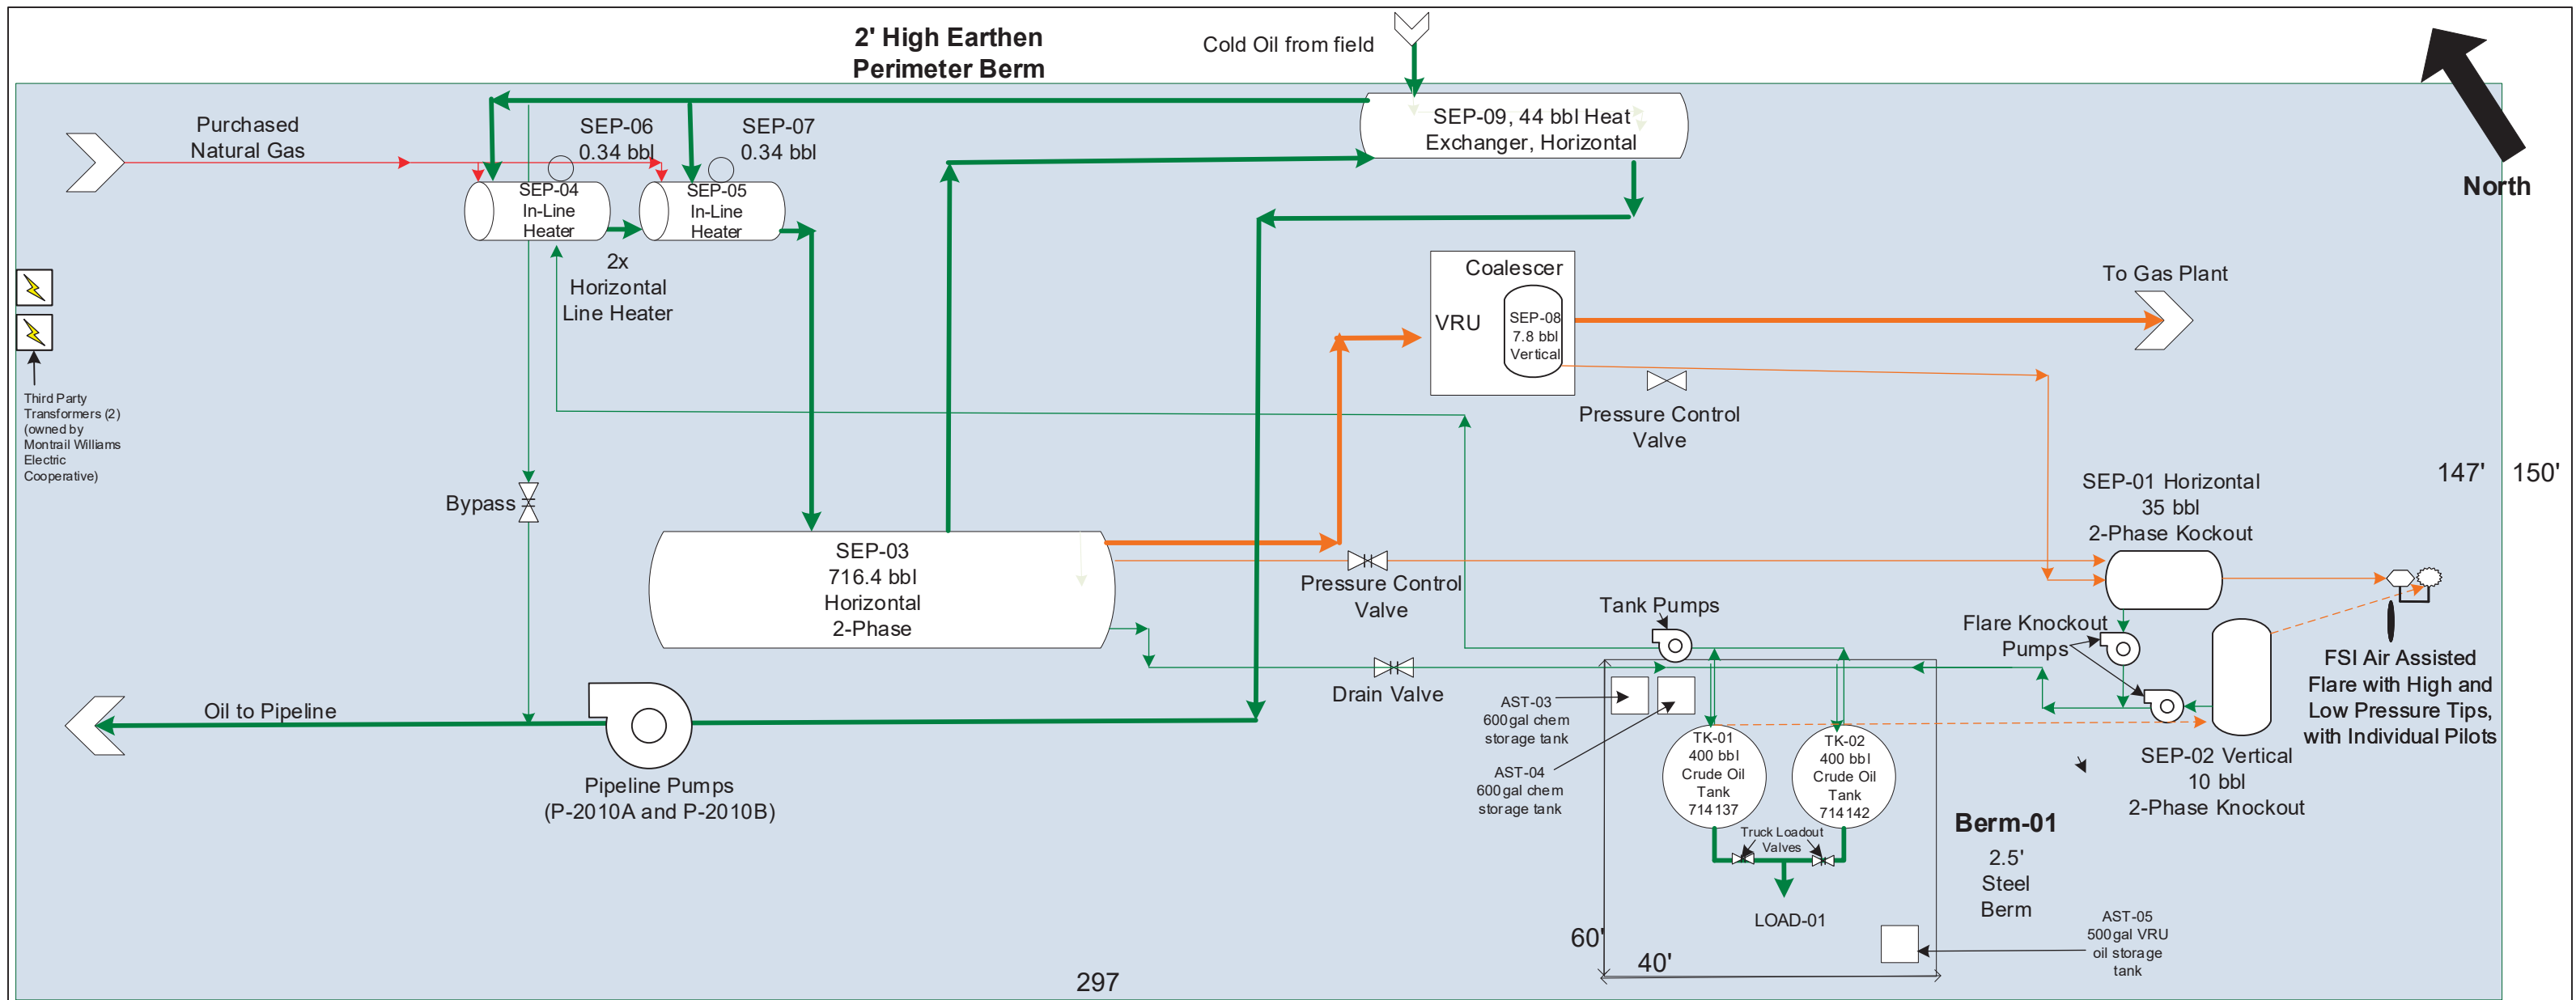 2' High Earthen
Perimeter Berm
Cold Oil from field
North
Purchased
Natural Gas
SEP-06
0.34 bbl
SEP-07
0.34 bbl
SEP-09, 44 bbl Heat
Exchanger, Horizontal
SEP-04
In-Line
Heater
SEP-05
In-Line
Heater
2x
Horizontal
Line Heater
Coalescer
VRU
SEP-08
7.8 bbl
Vertical
To Gas Plant
Pressure Control
Valve
Third Party
Transformers (2)
(owned by
Montrail Williams
Electric
Cooperative)
Bypass
147'
150'
SEP-01 Horizontal
35 bbl
2-Phase Kockout
SEP-03
716.4 bbl
Horizontal
2-Phase
Pressure Control
Valve
Tank Pumps
Flare Knockout
Pumps
FSI Air Assisted
Flare with High and
Low Pressure Tips,
with Individual Pilots
Drain Valve
Oil to Pipeline
Pipeline Pumps
(P-2010A and P-2010B)
AST-03
600gal chem
storage tank
AST-04
600gal chem
storage tank
TK-01
400 bbl
Crude Oil
Tank
714137
TK-02
400 bbl
Crude Oil
Tank
714142
SEP-02 Vertical
10 bbl
2-Phase Knockout
Truck Loadout
Valves
Berm-01
2.5'
Steel
Berm
LOAD-01
AST-05
500gal VRU
oil storage
tank
60'
40'
297